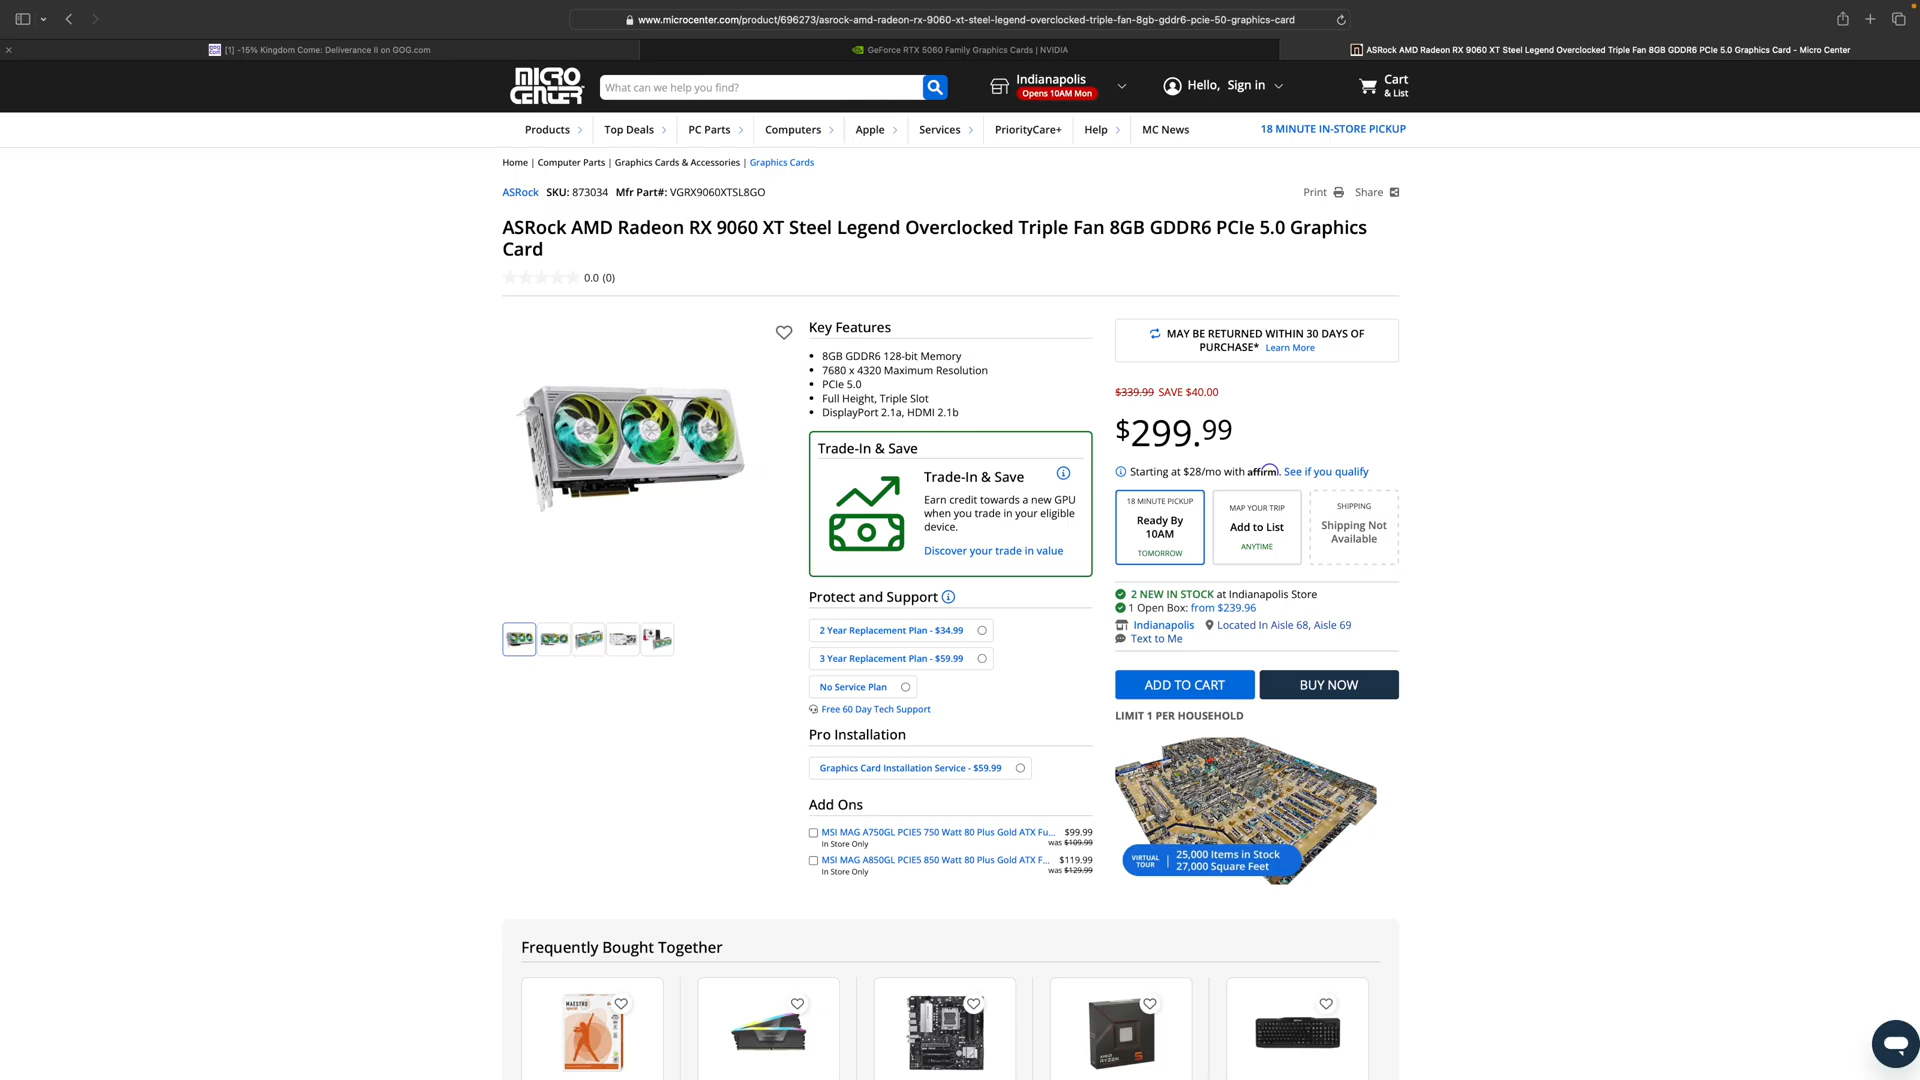 www.microcenter.com/product/696273/asrock-amd-radeon-rx-9060-xt-steel-legend-overclocked-triple-fan-8gb-gddr6-pcie-50-graphics-card
[1] -15% Kingdom Come: Deliverance II on GOG.com
GeForce RTX 5060 Family Graphics Cards | NVIDIA
ASRock AMD Radeon RX 9060 XT Steel Legend Overclocked Triple Fan 8GB GDDR6 PCIe 5.0 Graphics Card - Micro Center
MICRO CENTER
What can we help you find?
Indianapolis
Opens 10AM Mon
Hello, Sign in
Cart
& List
Products
Top Deals
PC Parts
Computers
Apple
Services
PriorityCare+
Help
MC News
18 MINUTE IN-STORE PICKUP
Home | Computer Parts | Graphics Cards & Accessories | Graphics Cards
ASRock SKU: 873034 Mfr Part#: VGRX9060XTSL8GO
Print
Share
ASRock AMD Radeon RX 9060 XT Steel Legend Overclocked Triple Fan 8GB GDDR6 PCIe 5.0 Graphics
Card
0.0 (0)
Key Features
• 8GB GDDR6 128-bit Memory
• 7680 x 4320 Maximum Resolution
• PCIe 5.0
• Full Height, Triple Slot
• DisplayPort 2.1a, HDMI 2.1b
Trade-In & Save
Trade-In & Save
Earn credit towards a new GPU
when you trade in your eligible
device.
Discover your trade in value
Protect and Support
2 Year Replacement Plan - $34.99
3 Year Replacement Plan - $59.99
No Service Plan
Free 60 Day Tech Support
Pro Installation
Graphics Card Installation Service - $59.99
Add Ons
MSI MAG A750GL PCIE5 750 Watt 80 Plus Gold ATX Fu... $99.99
In Store Only was $109.99
MSI MAG A850GL PCIE5 850 Watt 80 Plus Gold ATX F... $119.99
In Store Only was $129.99
MAY BE RETURNED WITHIN 30 DAYS OF
PURCHASE* Learn More
$339.99 SAVE $40.00
$299.99
Starting at $28/mo with affirm. See if you qualify
18 MINUTE PICKUP
Ready By
10AM
TOMORROW
MAP YOUR TRIP
Add to List
ANYTIME
SHIPPING
Shipping Not
Available
2 NEW IN STOCK at Indianapolis Store
1 Open Box: from $239.96
Indianapolis Located In Aisle 68, Aisle 69
Text to Me
ADD TO CART
BUY NOW
LIMIT 1 PER HOUSEHOLD
VIRTUAL
TOUR
25,000 Items in Stock
27,000 Square Feet
Frequently Bought Together
MAESTRO
RYZEN
5